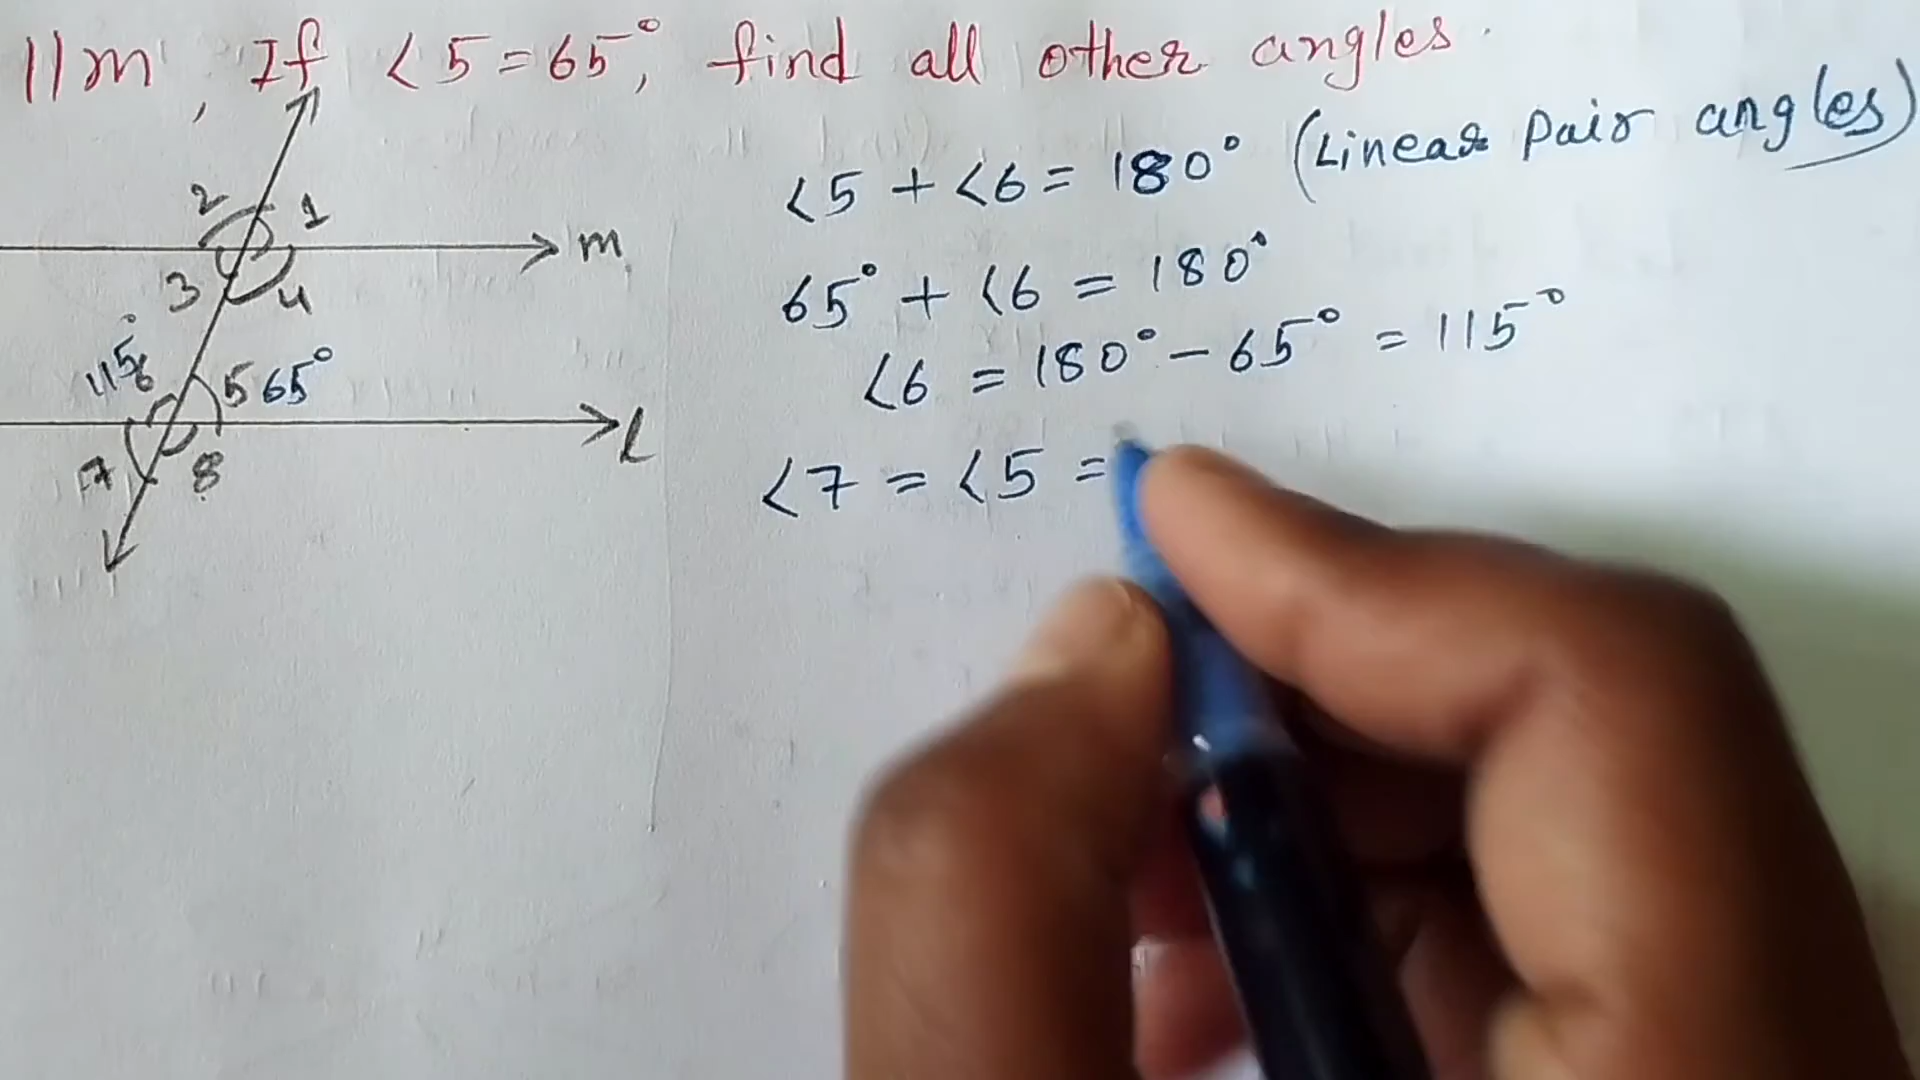 11m, If <5=65°, find all other angles.
<5 + <6 = 180° (Linear Pair angles)
65° + <6 = 180°
<6 = 180° - 65° = 115°
<7 = <5 =
2 1
m
3 4
115° 6 5 65°
l
7 8